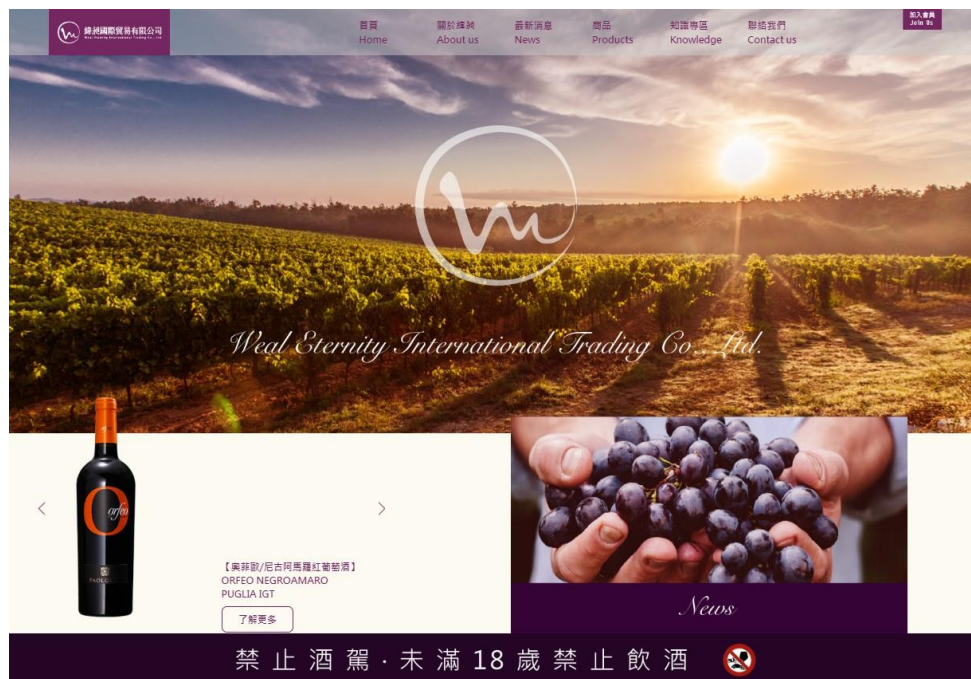 緯昶國際貿易有限公司
首頁
Home
關於緯昶
About us
最新消息
News
商品
Products
知識專區
Knowledge
聯絡我們
Contact us
加入會員
Join Us
Weal Eternity International Trading Co., Ltd.
Orfeo
【奧菲歐/尼古阿馬羅紅葡萄酒】
ORFEO NEGROAMARO
PUGLIA IGT
了解更多
News
禁止酒駕·未滿18歲禁止飲酒